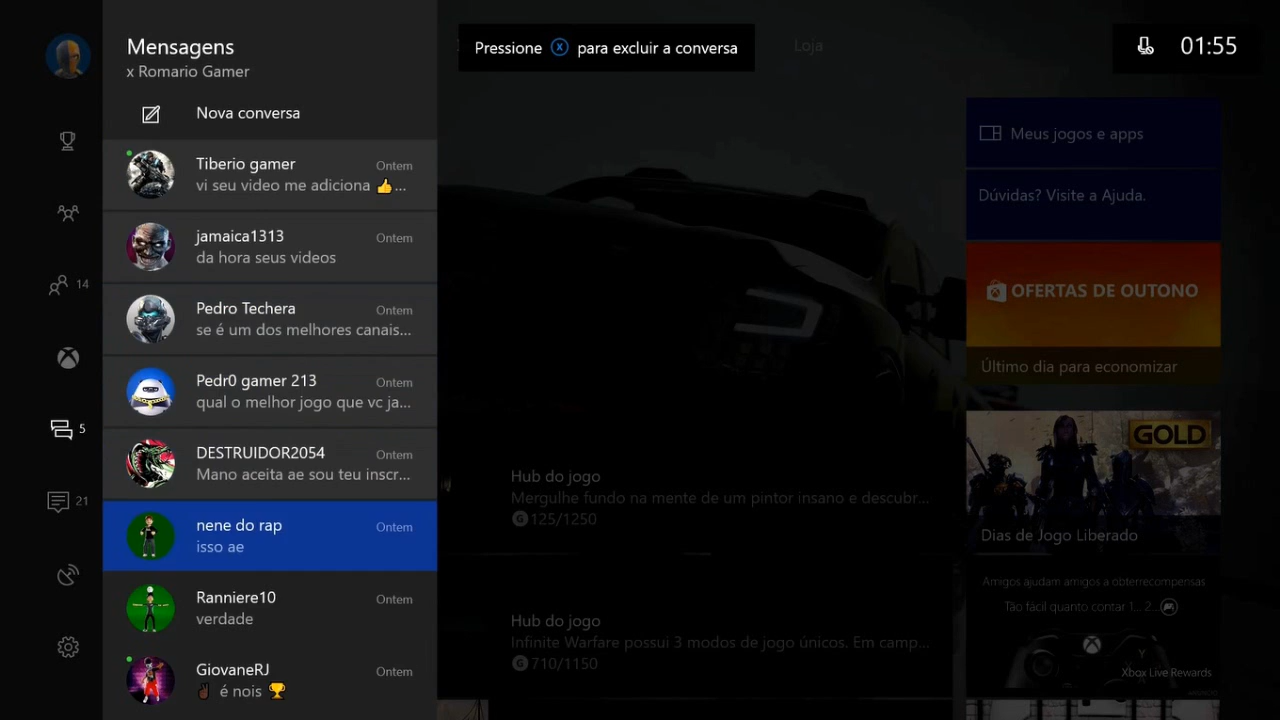 Mensagens
x Romario Gamer
Nova conversa
Tiberio gamer Ontem
vi seu video me adiciona 👍...
jamaica1313 Ontem
da hora seus videos
Pedro Techera Ontem
se é um dos melhores canais...
Pedr0 gamer 213 Ontem
qual o melhor jogo que vc ja...
DESTRUIDOR2054 Ontem
Mano aceita ae sou teu inscr...
nene do rap Ontem
isso ae
Ranniere10 Ontem
verdade
GiovaneRJ Ontem
✌🏿 é nois 🏆
14
5
21
Pressione X para excluir a conversa
Loja
01:55
Meus jogos e apps
Dúvidas? Visite a Ajuda.
OFERTAS DE OUTONO
Último dia para economizar
GOLD
Dias de Jogo Liberado
Amigos ajudam amigos a obterrecompensas
Tão fácil quanto contar 1... 2...
Y
Xbox Live Rewards
Hub do jogo
Mergulhe fundo na mente de um pintor insano e descubr...
G 125/1250
Hub do jogo
Infinite Warfare possui 3 modos de jogo únicos. Em camp...
G 710/1150